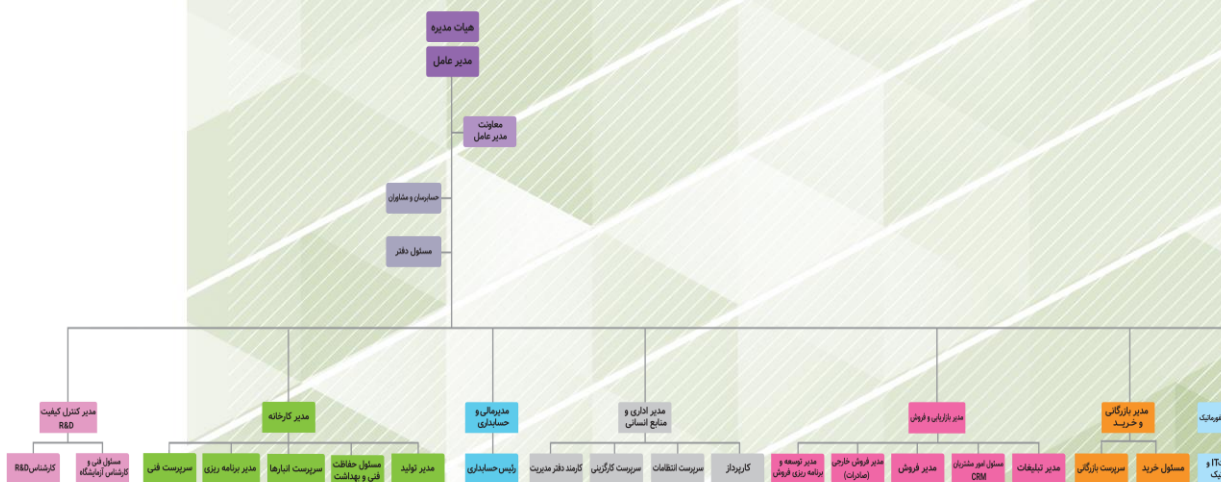 هیات مدیره
مدیر عامل
معاونت
مدیر عامل
حسابرسان و مشاوران
مسئول دفتر
مدیر بازرگانی
و خریــد
مدیر بازاریابی و فروش
مدیر اداری و
منابع انسانی
مدیرمالی و
حسابداری
مدیر کارخانه
مدیر کنترل کیفیت
R&D
مسئول خرید
سرپرست بازرگانی
مدیر تبلیغات
مسئول امور مشتریان
CRM
مدیر فروش
مدیر فروش خارجی
(صادرات)
مدیر توسعه و
برنامه ریزی فروش
کارپرداز
سرپرست انتظامات
سرپرست کارگزینی
کارمند دفتر مدیریت
رئیس حسابداری
مدیر تولید
مسئول حفاظت
فنی و بهداشت
سرپرست انبارها
مدیر برنامه ریزی
سرپرست فنی
مسئول فنی و
کارشناس آزمایشگاه
کارشناسR&D